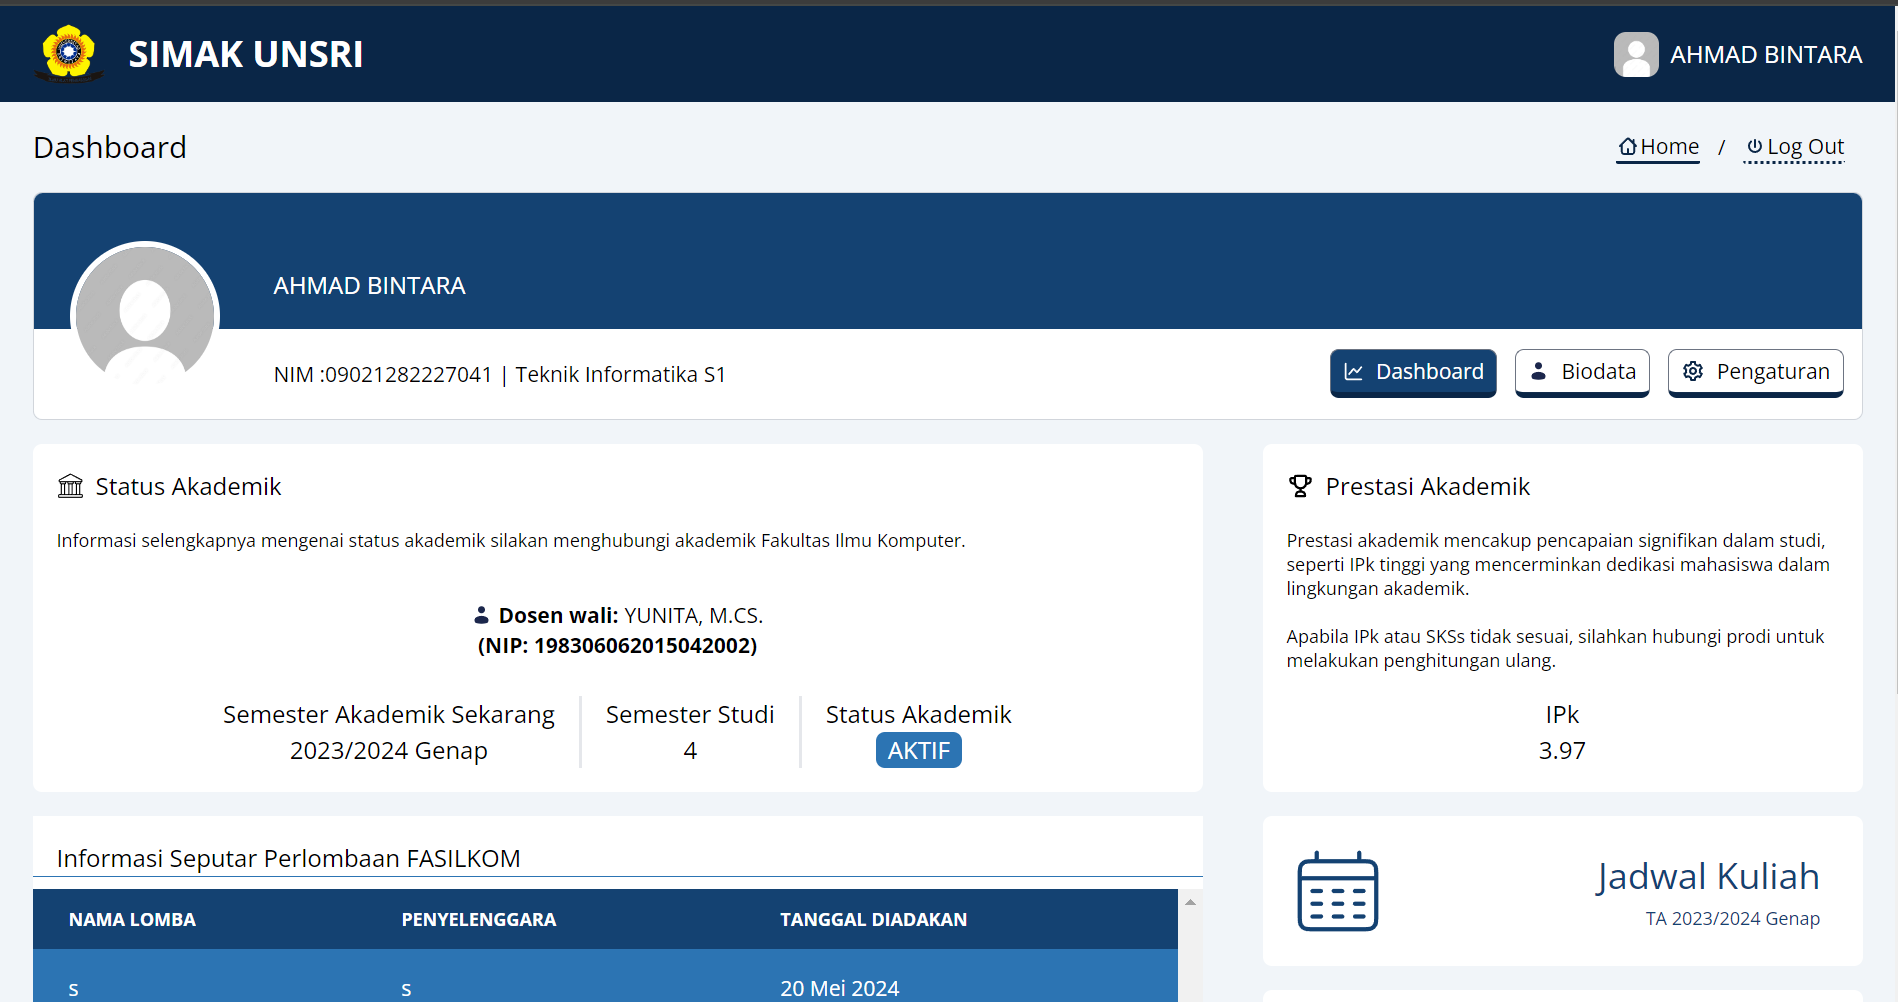 SIMAK UNSRI
AHMAD BINTARA
Dashboard
Home / Log Out
AHMAD BINTARA
NIM :09021282227041 | Teknik Informatika S1
Dashboard
Biodata
Pengaturan
Status Akademik
Informasi selengkapnya mengenai status akademik silakan menghubungi akademik Fakultas Ilmu Komputer.
Dosen wali: YUNITA, M.CS.
(NIP: 198306062015042002)
Semester Akademik Sekarang
2023/2024 Genap
Semester Studi
4
Status Akademik
AKTIF
Prestasi Akademik
Prestasi akademik mencakup pencapaian signifikan dalam studi,
seperti IPk tinggi yang mencerminkan dedikasi mahasiswa dalam
lingkungan akademik.
Apabila IPk atau SKSs tidak sesuai, silahkan hubungi prodi untuk
melakukan penghitungan ulang.
IPk
3.97
Informasi Seputar Perlombaan FASILKOM
NAMA LOMBA PENYELENGGARA TANGGAL DIADAKAN
s s 20 Mei 2024
Jadwal Kuliah
TA 2023/2024 Genap